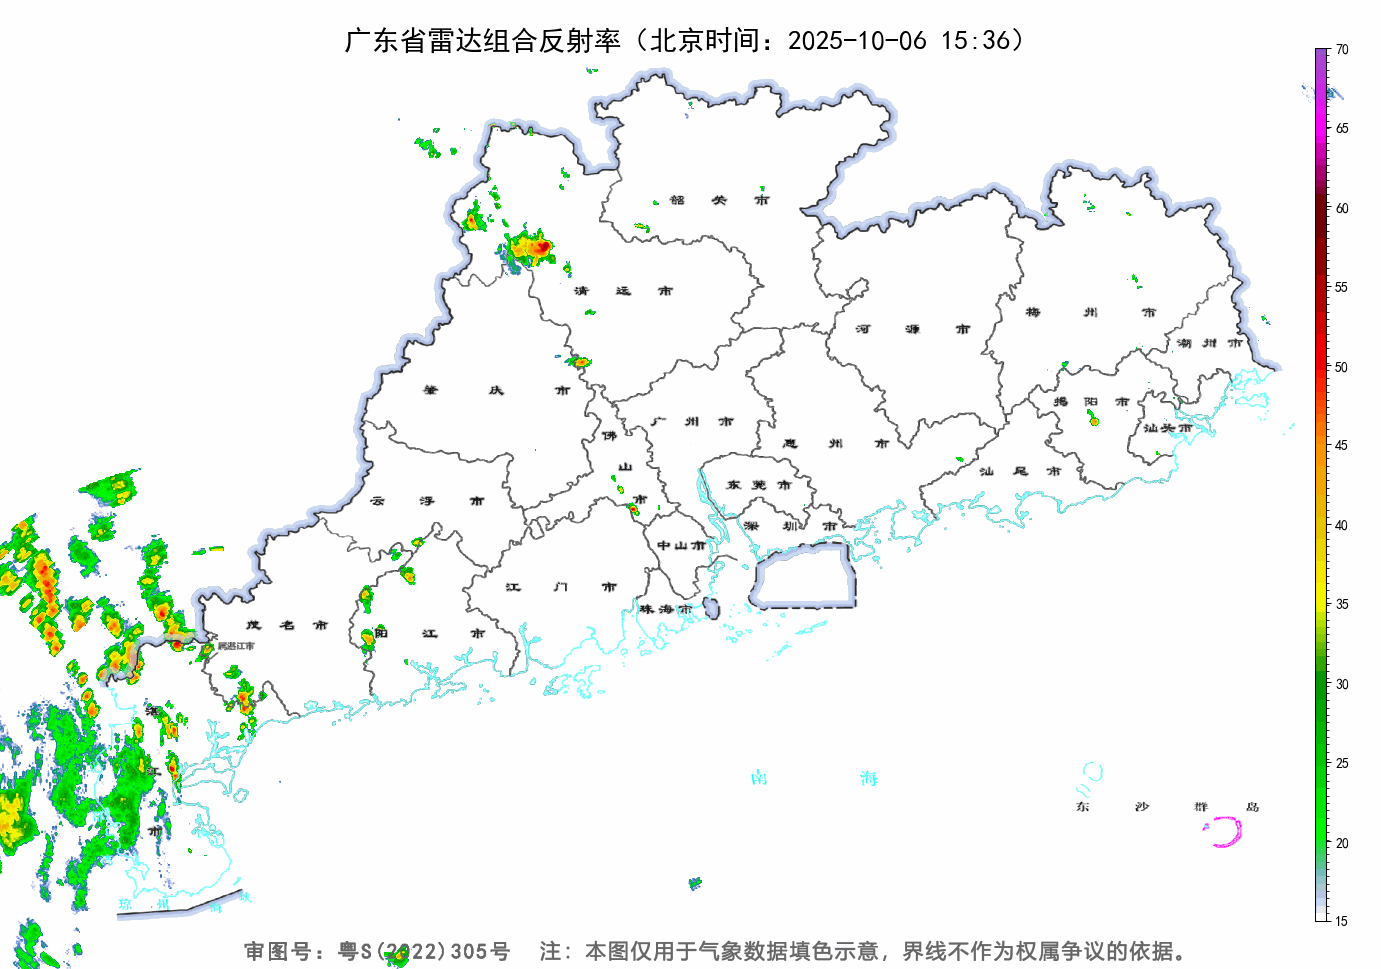 广东省雷达组合反射率（北京时间：2025-10-06 15:36）
70
65
60
55
50
45
40
35
30
25
20
15
韶关市
清远市
河源市
梅州市
潮州市
肇庆市
广州市
揭阳市
汕头市
佛山市
惠州市
汕尾市
云浮市
东莞市
深圳市
中山市
江门市
珠海市
茂名市
阳江市
属湛江市
湛江市
南海
东沙群岛
琼州海峡
审图号：粤S(2022)305号 注：本图仅用于气象数据填色示意，界线不作为权属争议的依据。